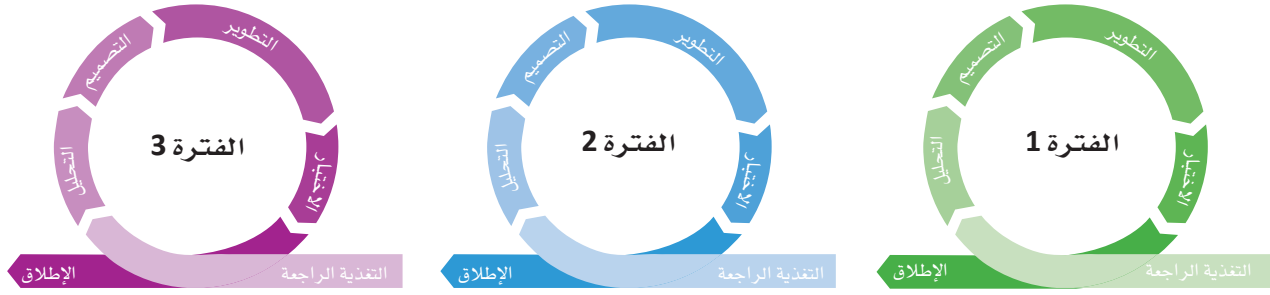 الفترة 1
التطوير
التصميم
التحليل
الاختبار
التغذية الراجعة
الإطلاق
الفترة 2
التطوير
التصميم
التحليل
الاختبار
التغذية الراجعة
الإطلاق
الفترة 3
التطوير
التصميم
التحليل
الاختبار
التغذية الراجعة
الإطلاق